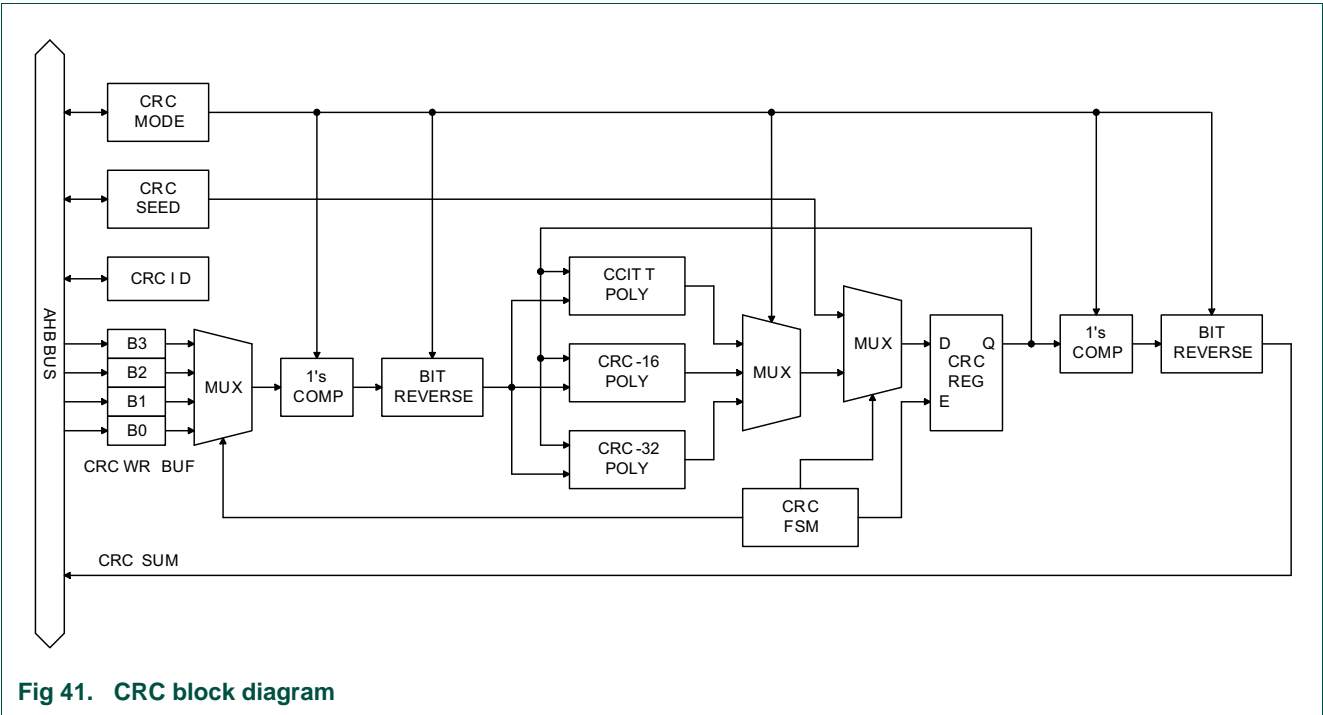 CRC
MODE
CRC
SEED
CRC ID
AHB BUS
B3
B2
B1
B0
CRC WR BUF
MUX
1's
COMP
BIT
REVERSE
CCITT
POLY
CRC-16
POLY
CRC-32
POLY
MUX
MUX
D Q
CRC
REG
E
1's
COMP
BIT
REVERSE
CRC
FSM
CRC SUM
Fig 41. CRC block diagram